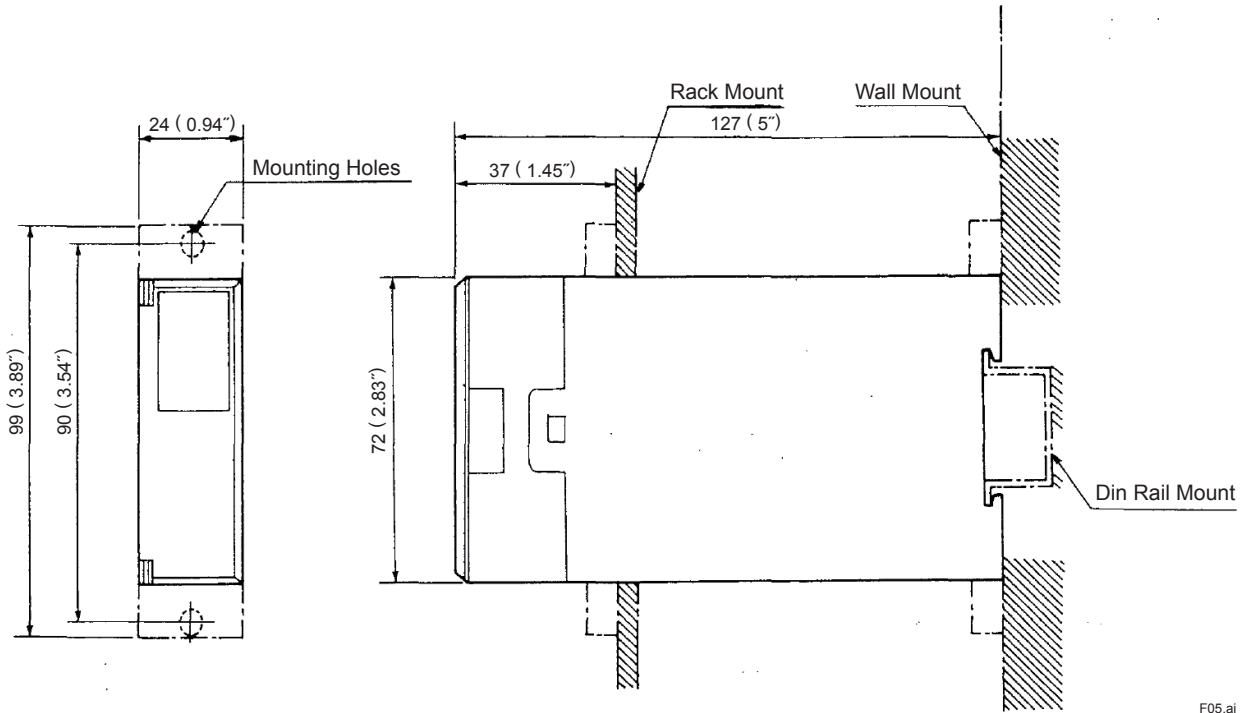 Rack Mount
Wall Mount
24 ( 0.94″)
127 ( 5″)
Mounting Holes
37 ( 1.45″)
99 ( 3.89″)
90 ( 3.54″)
72 ( 2.83″)
Din Rail Mount
F05.ai